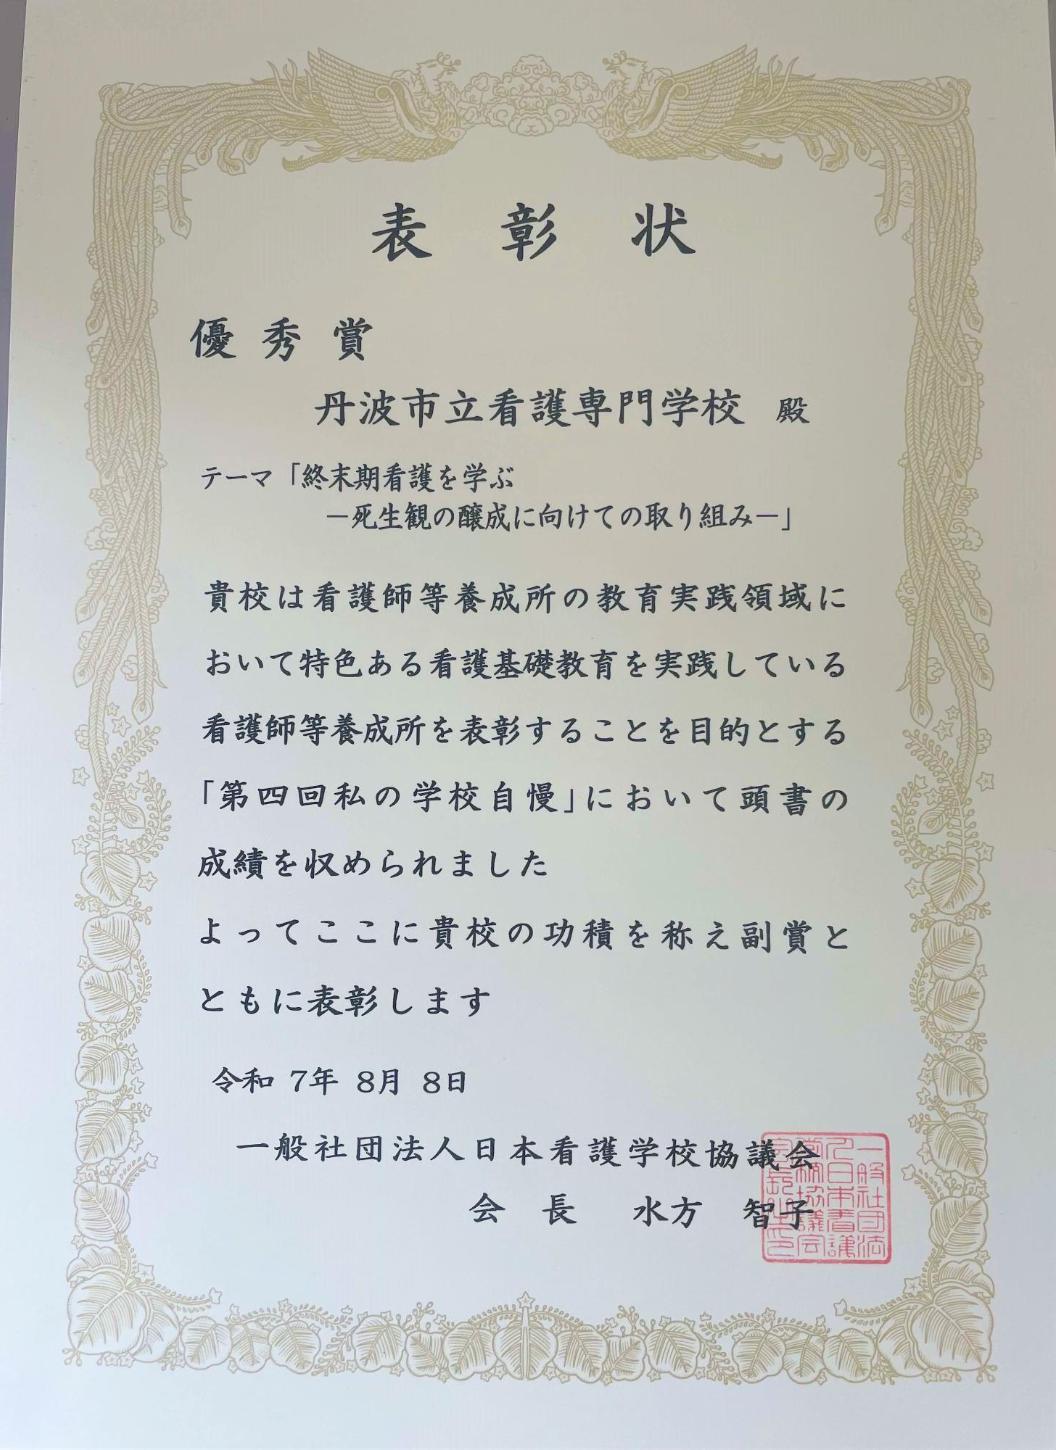 表彰状
優秀賞
丹波市立看護専門学校 殿
テーマ「終末期看護を学ぶ
－死生観の醸成に向けての取り組み－」
貴校は看護師等養成所の教育実践領域に
おいて特色ある看護基礎教育を実践している
看護師等養成所を表彰することを目的とする
「第四回私の学校自慢」において頭書の
成績を収められました
よってここに貴校の功積を称え副賞と
ともに表彰します
令和 7年 8月 8日
一般社団法人日本看護学校協議会
会長 水方 智子